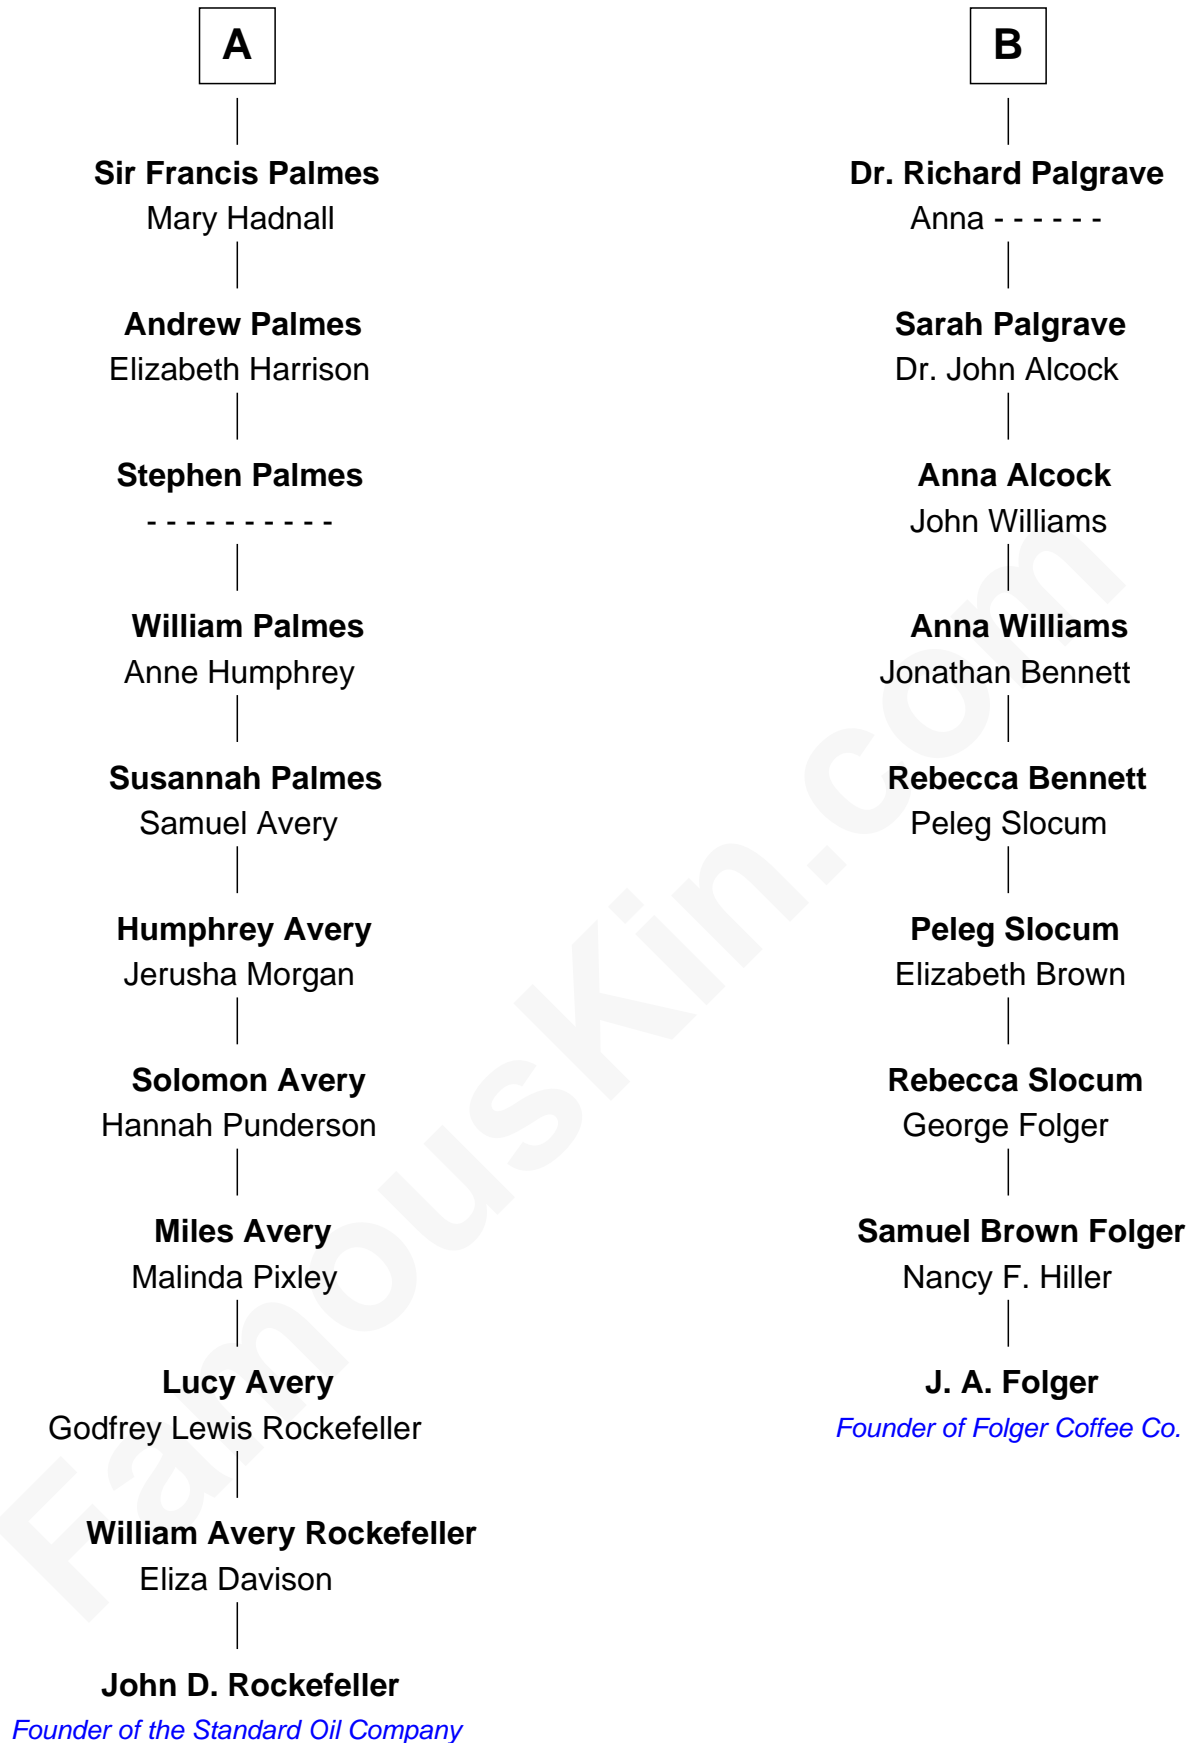 A
Sir Francis Palmes
Mary Hadnall
Andrew Palmes
Elizabeth Harrison
Stephen Palmes
- - - - - - - - - -
William Palmes
Anne Humphrey
Susannah Palmes
Samuel Avery
Humphrey Avery
Jerusha Morgan
Solomon Avery
Hannah Punderson
Miles Avery
Malinda Pixley
Lucy Avery
Godfrey Lewis Rockefeller
William Avery Rockefeller
Eliza Davison
John D. Rockefeller
Founder of the Standard Oil Company
B
Dr. Richard Palgrave
Anna - - - - - -
Sarah Palgrave
Dr. John Alcock
Anna Alcock
John Williams
Anna Williams
Jonathan Bennett
Rebecca Bennett
Peleg Slocum
Peleg Slocum
Elizabeth Brown
Rebecca Slocum
George Folger
Samuel Brown Folger
Nancy F. Hiller
J. A. Folger
Founder of Folger Coffee Co.
FamousKin.com